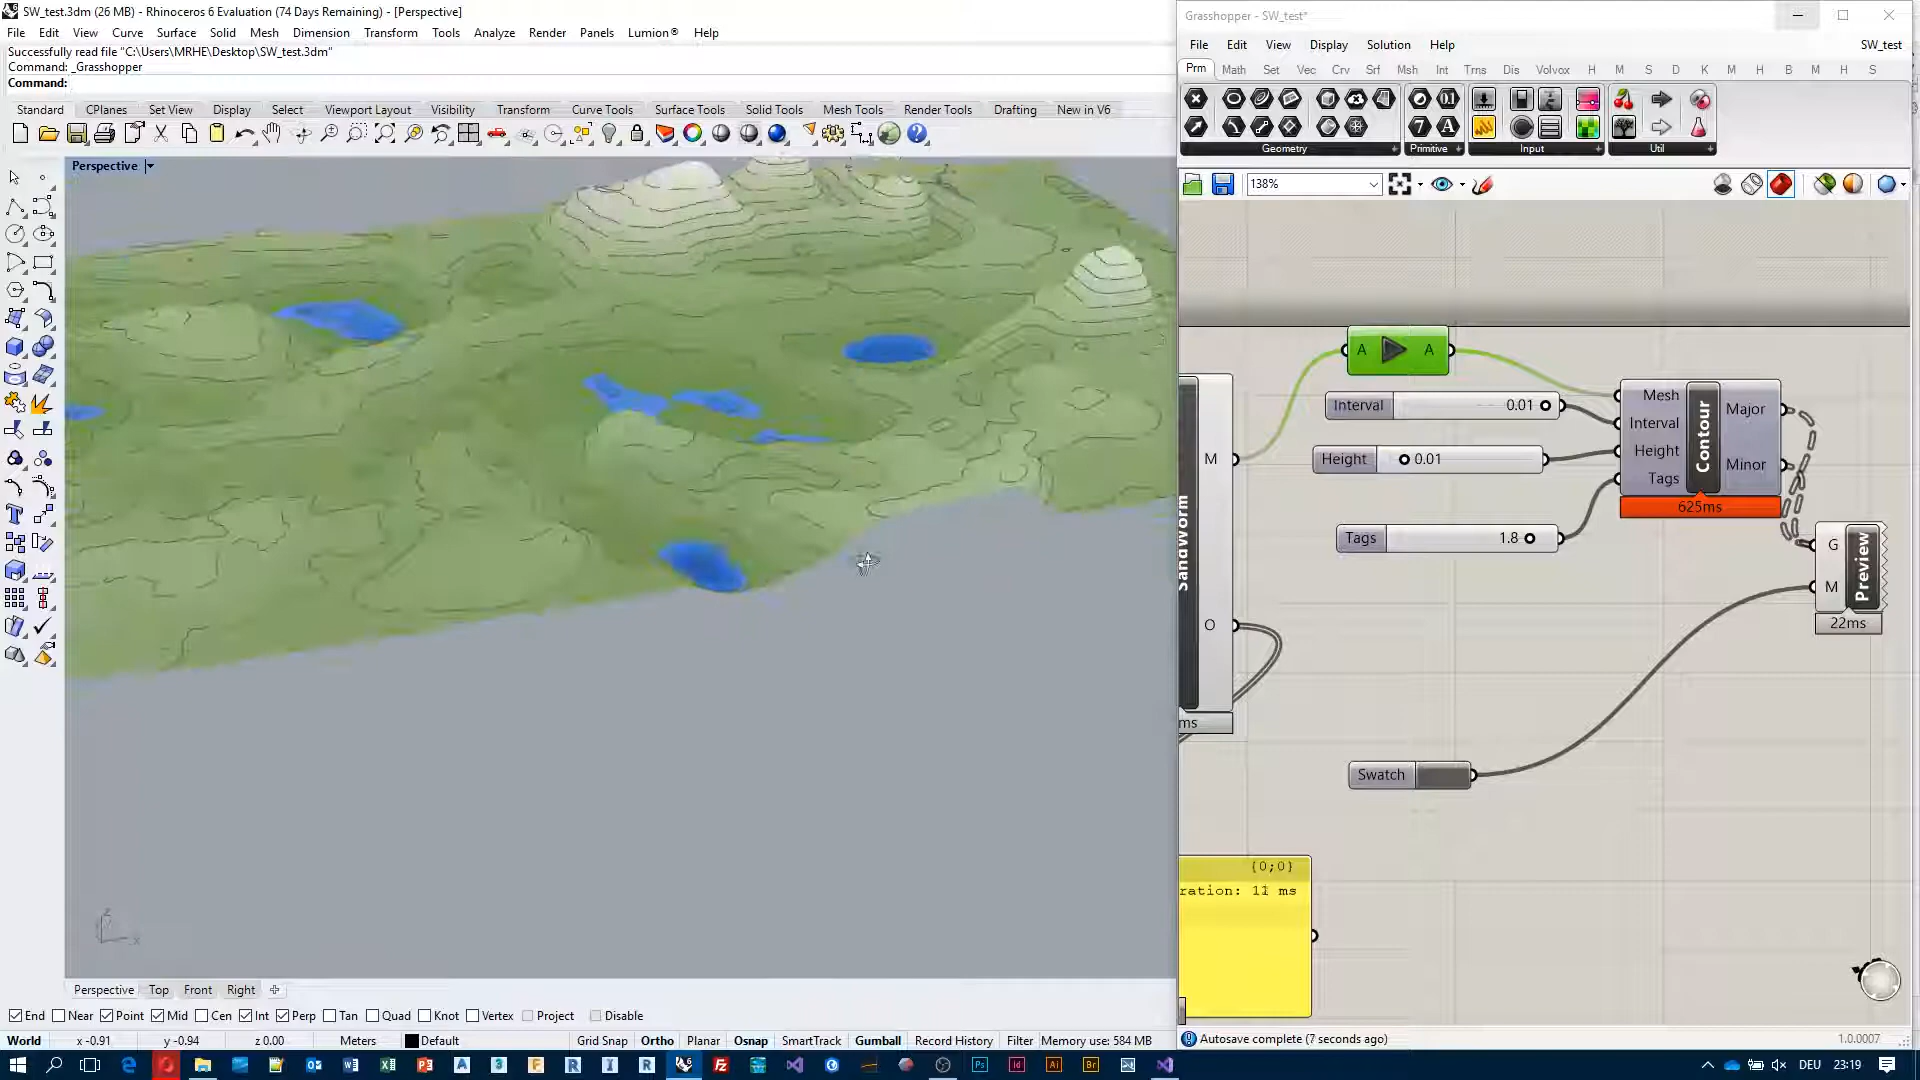 SW_test.3dm (26 MB) - Rhinoceros 6 Evaluation (74 Days Remaining) - [Perspective]
File Edit View Curve Surface Solid Mesh Dimension Transform Tools Analyze Render Panels Lumion® Help
Successfully read file "C:\Users\MRHE\Desktop\SW_test.3dm"
Command: _Grasshopper
Command:
Standard CPlanes Set View Display Select Viewport Layout Visibility Transform Curve Tools Surface Tools Solid Tools Mesh Tools Render Tools Drafting New in V6
Perspective
Perspective Top Front Right
End Near Point Mid Cen Int Perp Tan Quad Knot Vertex Project Disable
World x -0.91 y -0.94 z 0.00 Meters Default Grid Snap Ortho Planar Osnap SmartTrack Gumball Record History Filter Memory use: 584 MB
Grasshopper - SW_test*
File Edit View Display Solution Help SW_test
Prm Math Set Vec Crv Srf Msh Int Trns Dis Volvox H M S D K M H B M H S
Geometry Primitive Input Util
138%
A A
Interval 0.01
Height 0.01
Tags 1.8
Mesh
Interval
Height
Tags
Contour
Major
Minor
625ms
Sandworm
M
O
ms
G
M
Preview
22ms
Swatch
{0;0}
ration: 11 ms
Autosave complete (7 seconds ago)
1.0.0007
DEU 23:19